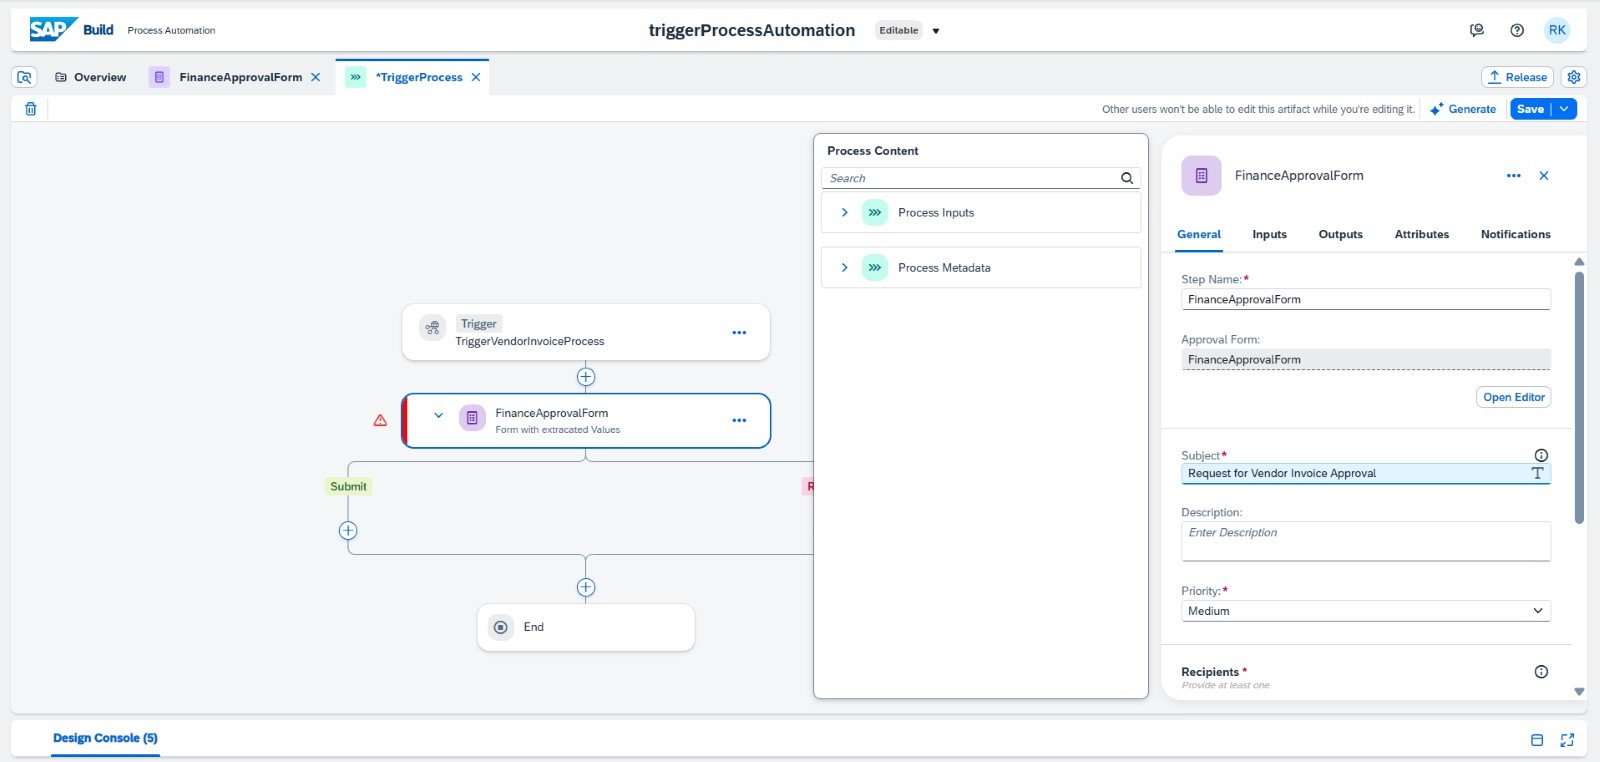 SAP Build Process Automation
triggerProcessAutomation Editable
RK
Overview
FinanceApprovalForm
*TriggerProcess
Release
Other users won't be able to edit this artifact while you're editing it.
Generate
Save
Process Content
Search
Process Inputs
Process Metadata
Trigger
TriggerVendorInvoiceProcess
FinanceApprovalForm
Form with extracated Values
Submit
R
End
FinanceApprovalForm
General Inputs Outputs Attributes Notifications
Step Name:*
FinanceApprovalForm
Approval Form:
FinanceApprovalForm
Open Editor
Subject*
Request for Vendor Invoice Approval
Description:
Enter Description
Priority:*
Medium
Recipients *
Provide at least one
Design Console (5)